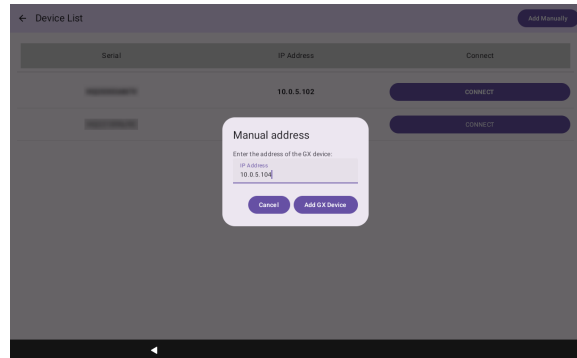 Device List
Add Manually
Serial
IP Address
Connect
10.0.5.102
CONNECT
CONNECT
Manual address
Enter the address of the GX device:
IP Address
10.0.5.104
Cancel
Add GX Device